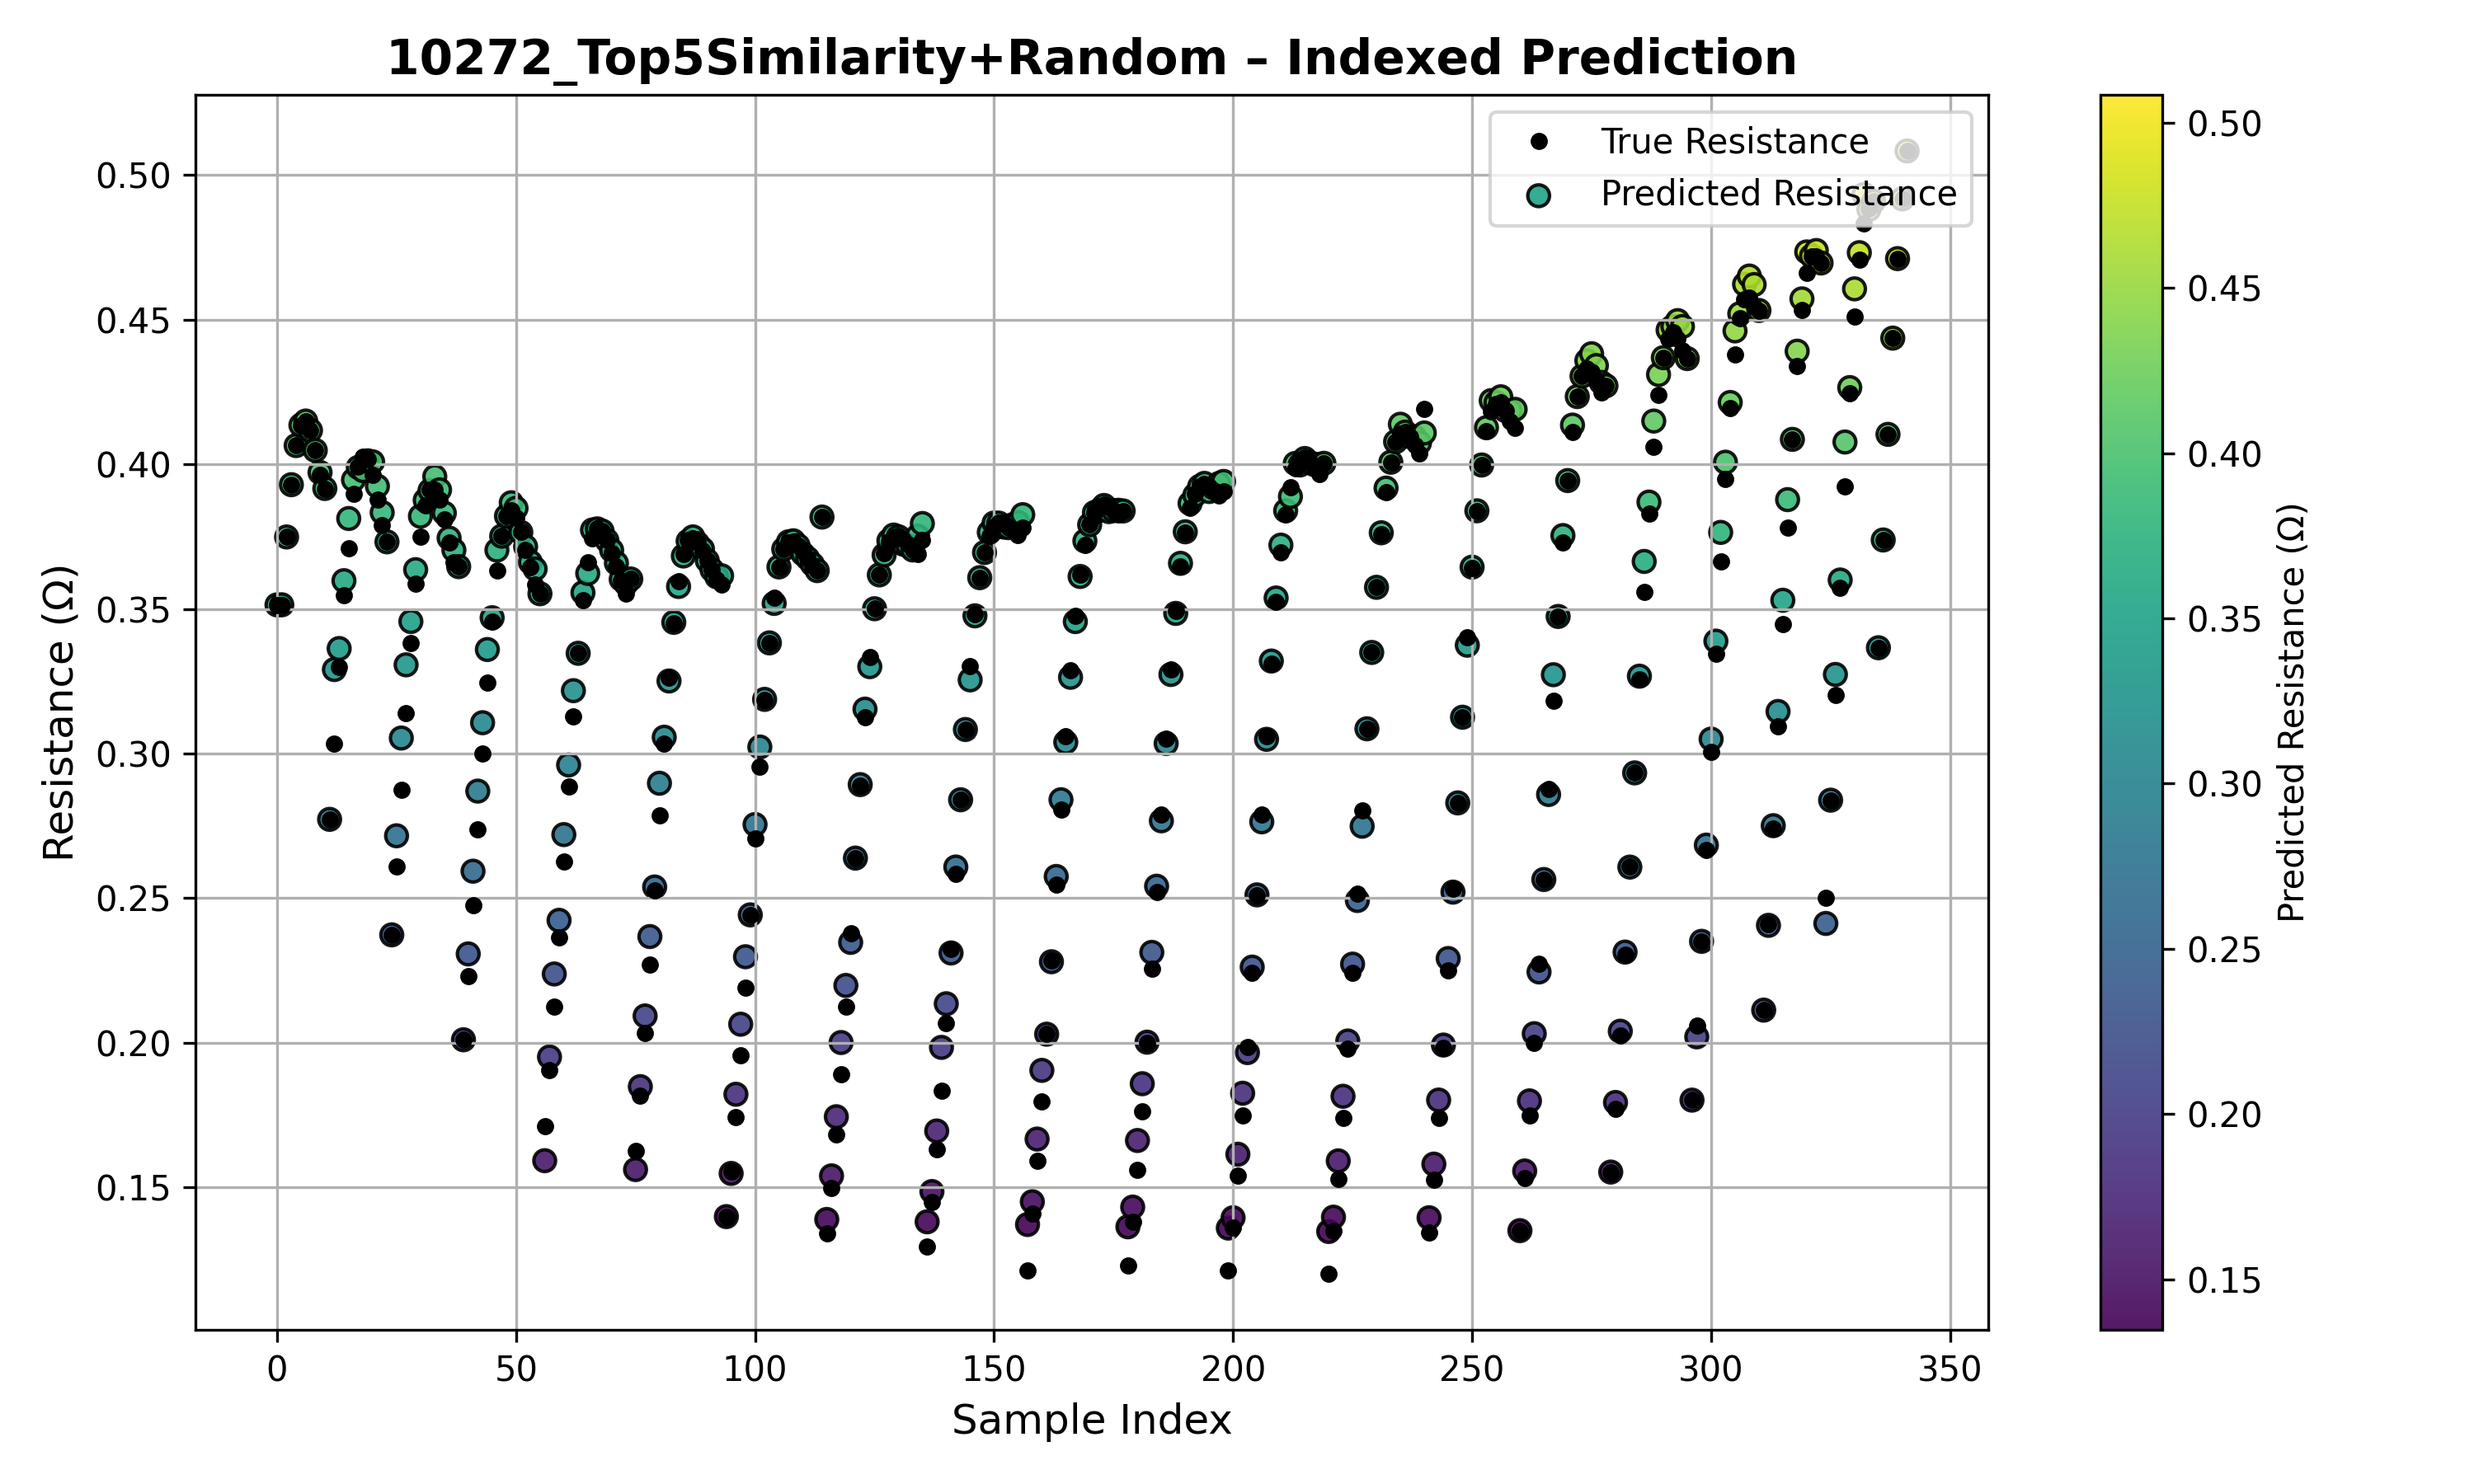 10272_Top5Similarity+Random – Indexed Prediction
True Resistance
Predicted Resistance
Resistance (Ω)
0.50
0.45
0.40
0.35
0.30
0.25
0.20
0.15
0 50 100 150 200 250 300 350
Sample Index
0.50
0.45
0.40
0.35
0.30
0.25
0.20
0.15
Predicted Resistance (Ω)